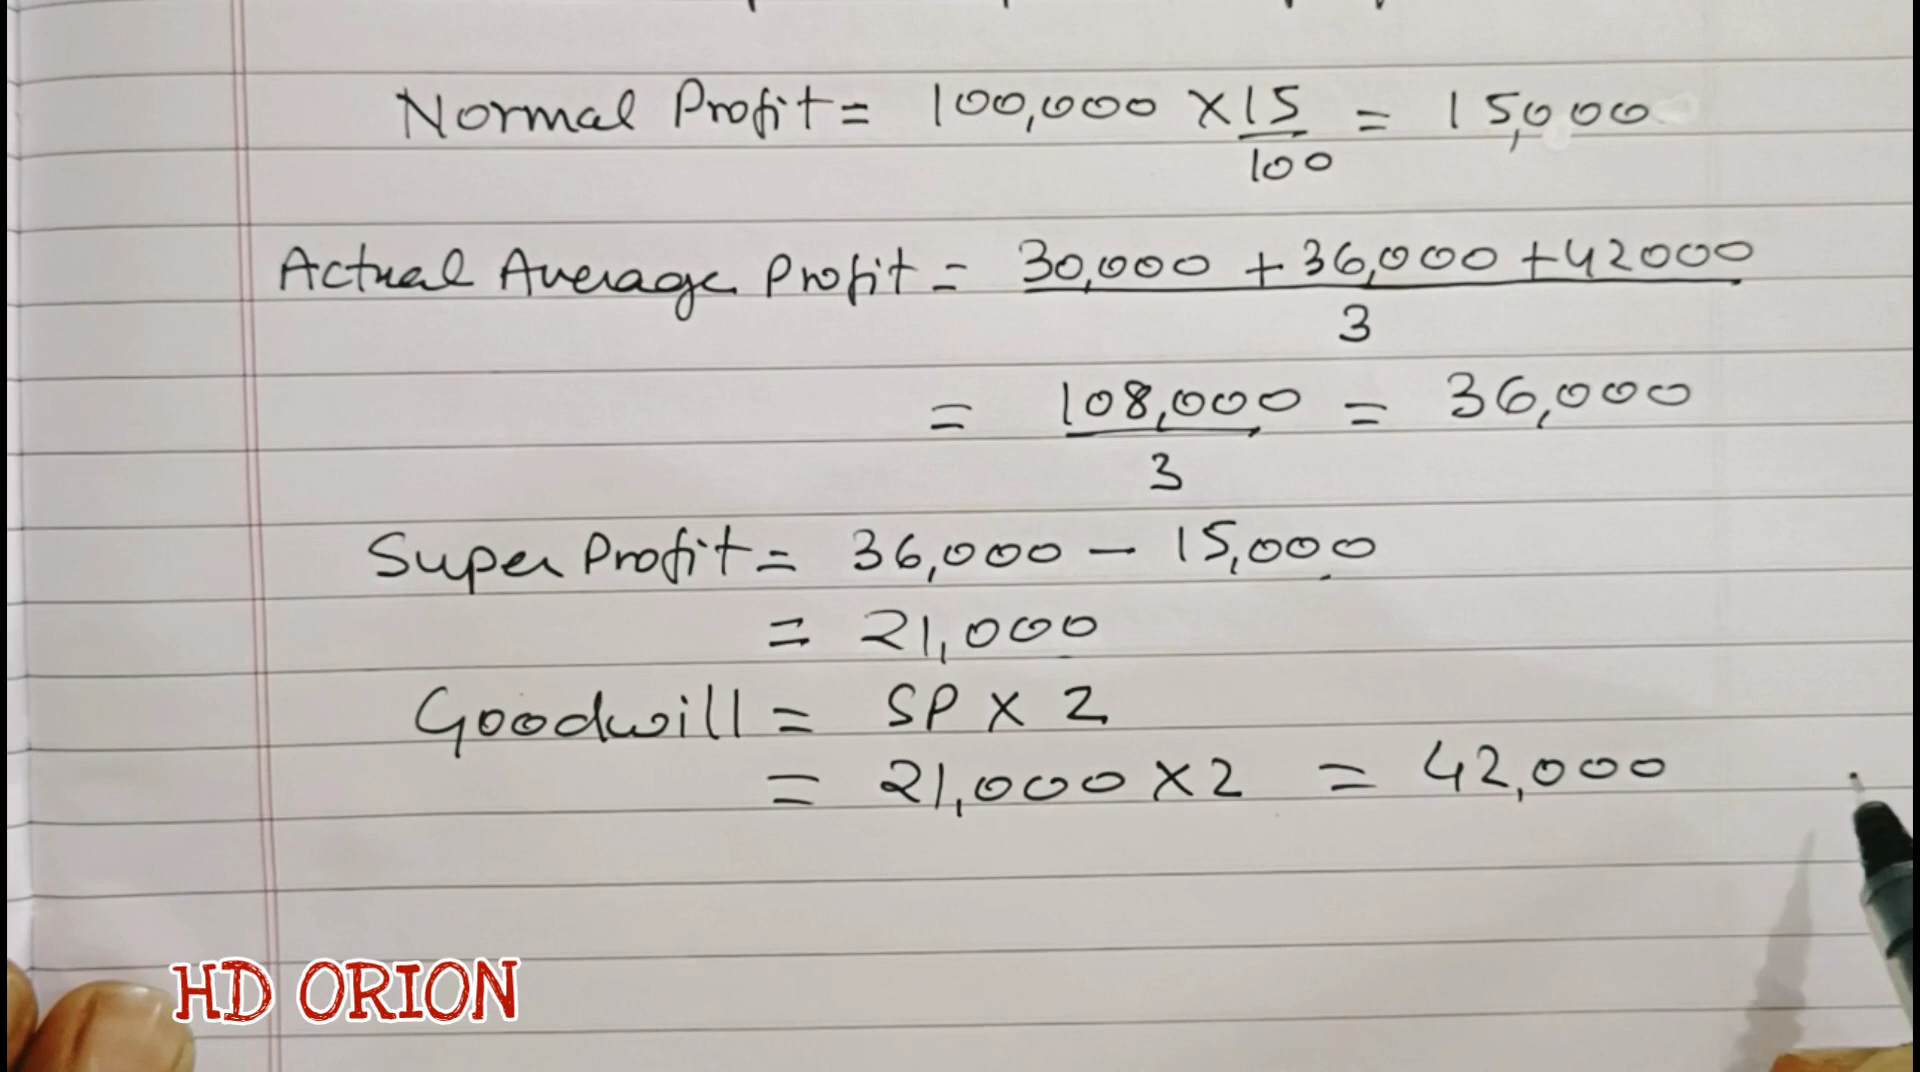 Normal Profit = 100,000 × 15/100 = 15,000
Actual Average Profit = 30,000 + 36,000 + 42000 / 3
= 108,000 / 3 = 36,000
Super Profit = 36,000 - 15,000
= 21,000
Goodwill = SP × 2
= 21,000 × 2 = 42,000
HD ORION